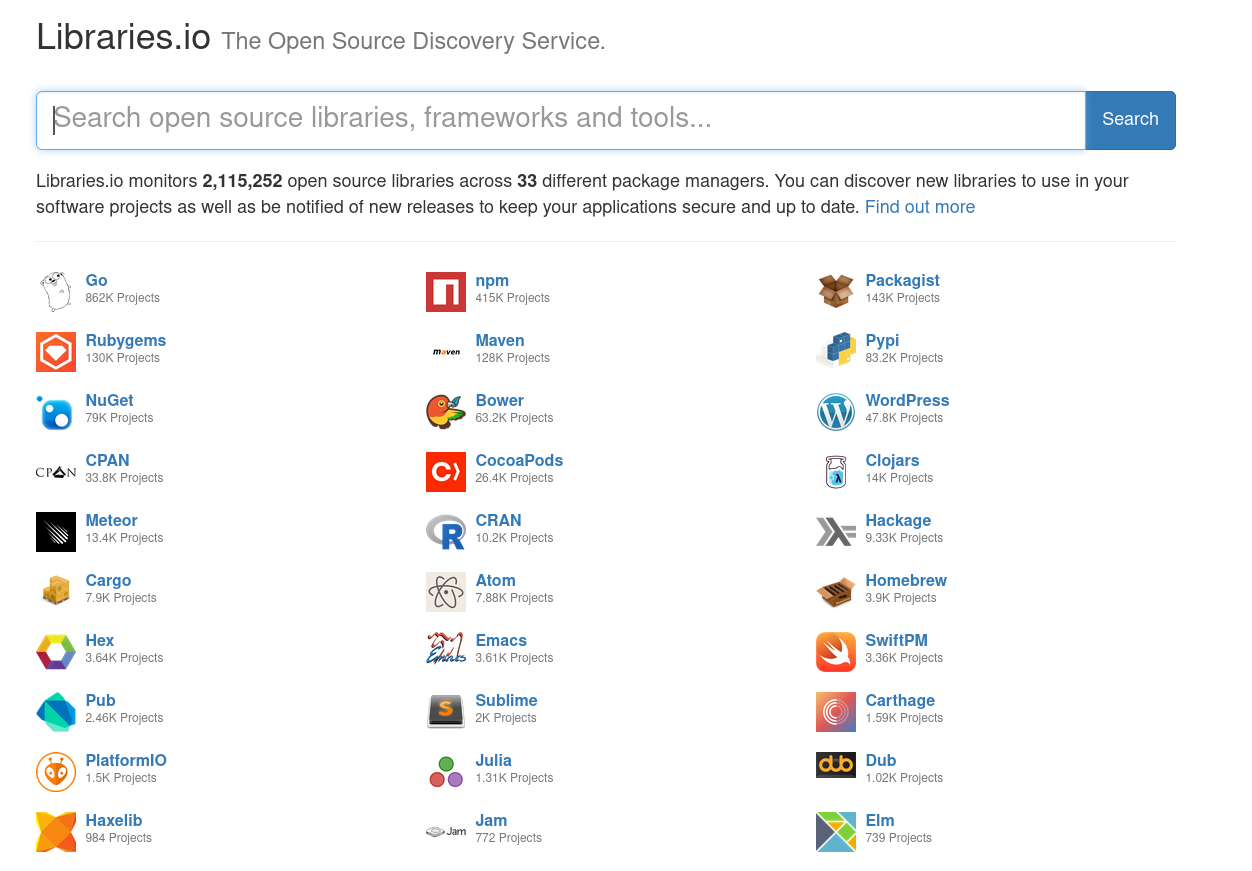 Libraries.io The Open Source Discovery Service.
Search open source libraries, frameworks and tools...
Search
Libraries.io monitors 2,115,252 open source libraries across 33 different package managers. You can discover new libraries to use in your
software projects as well as be notified of new releases to keep your applications secure and up to date. Find out more
Go
862K Projects
npm
415K Projects
Packagist
143K Projects
Rubygems
130K Projects
maven
Maven
128K Projects
Pypi
83.2K Projects
NuGet
79K Projects
Bower
63.2K Projects
WordPress
47.8K Projects
CPAN
CPAN
33.8K Projects
CocoaPods
26.4K Projects
Clojars
14K Projects
Meteor
13.4K Projects
R
CRAN
10.2K Projects
Hackage
9.33K Projects
Cargo
7.9K Projects
Atom
7.88K Projects
Homebrew
3.9K Projects
Hex
3.64K Projects
Emacs
Emacs
3.61K Projects
SwiftPM
3.36K Projects
Pub
2.46K Projects
S
Sublime
2K Projects
Carthage
1.59K Projects
PlatformIO
1.5K Projects
Julia
1.31K Projects
dub
Dub
1.02K Projects
Haxelib
984 Projects
Jam
Jam
772 Projects
Elm
739 Projects